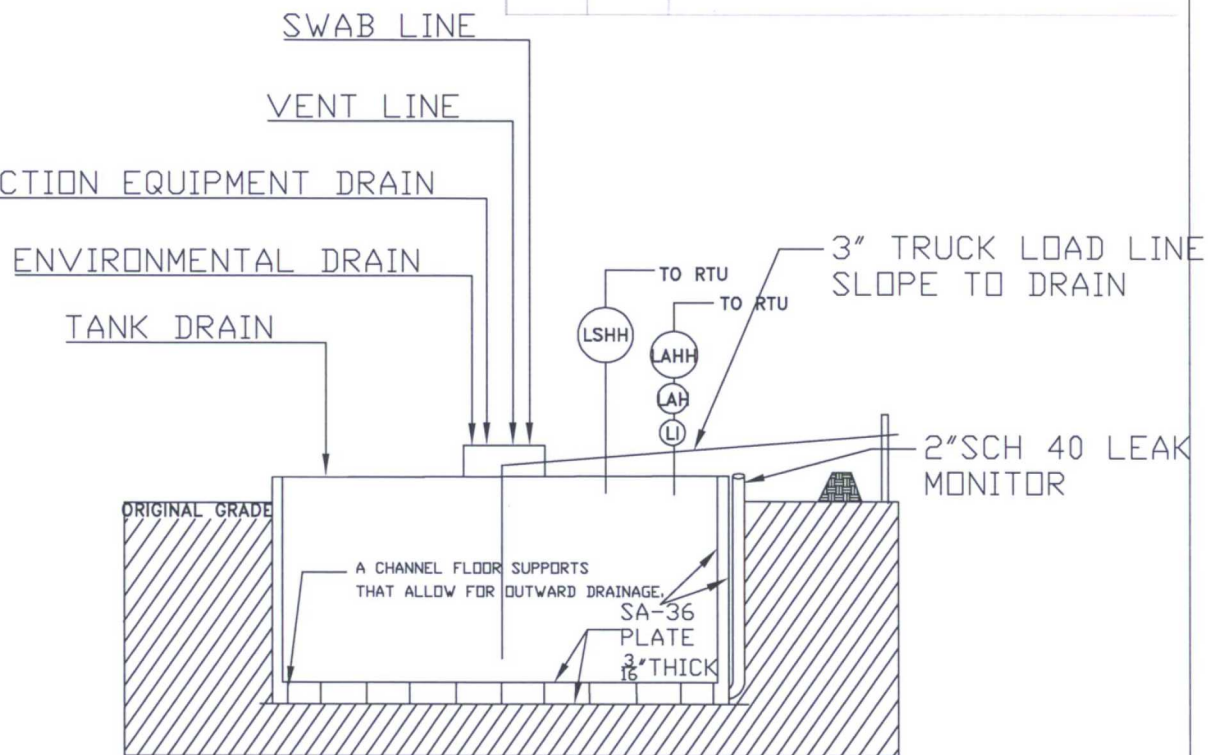 SWAB LINE
VENT LINE
CTION EQUIPMENT DRAIN
ENVIRONMENTAL DRAIN
TANK DRAIN
TO RTU
TO RTU
LSHH
LAHH
LAH
LI
3" TRUCK LOAD LINE
SLOPE TO DRAIN
2"SCH 40 LEAK
MONITOR
ORIGINAL GRADE
A CHANNEL FLOOR SUPPORTS
THAT ALLOW FOR OUTWARD DRAINAGE.
SA-36
PLATE
3/16"THICK